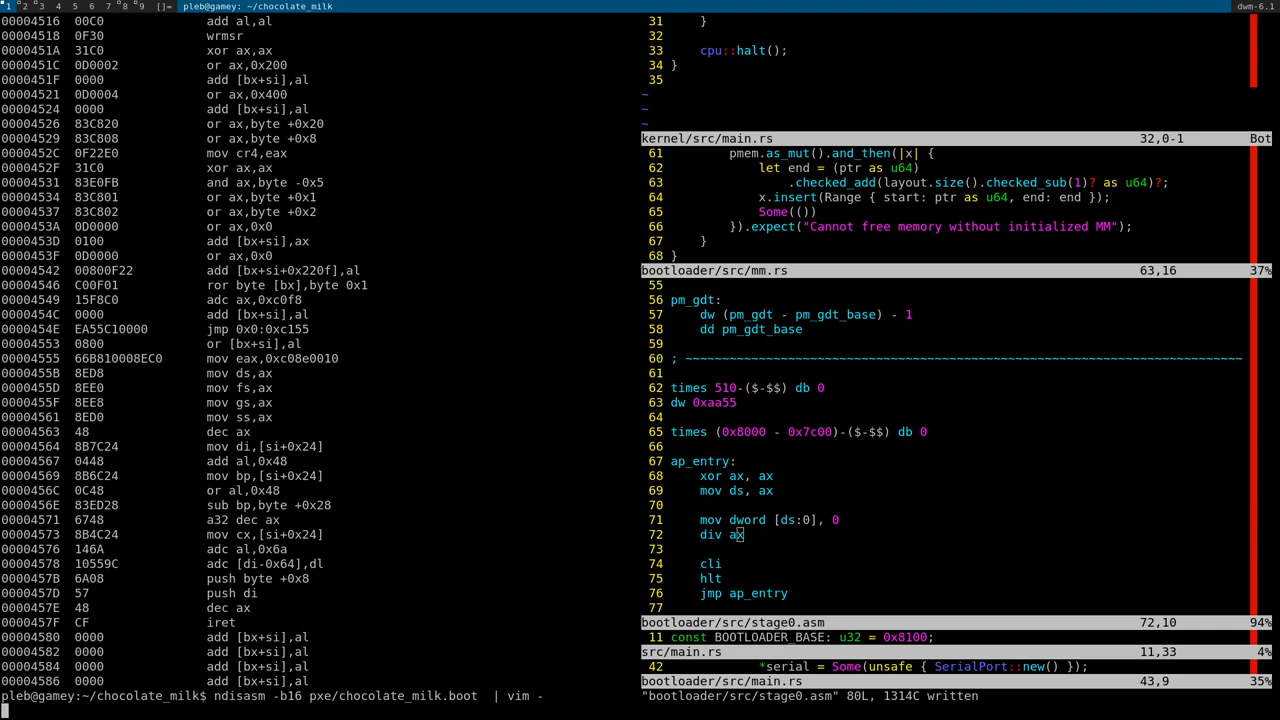 1 2 3 4 5 6 7 8 9 []= pleb@gamey: ~/chocolate_milk dwm-6.1
00004516 00C0 add al,al
00004518 0F30 wrmsr
0000451A 31C0 xor ax,ax
0000451C 0D0002 or ax,0x200
0000451F 0000 add [bx+si],al
00004521 0D0004 or ax,0x400
00004524 0000 add [bx+si],al
00004526 83C820 or ax,byte +0x20
00004529 83C808 or ax,byte +0x8
0000452C 0F22E0 mov cr4,eax
0000452F 31C0 xor ax,ax
00004531 83E0FB and ax,byte -0x5
00004534 83C801 or ax,byte +0x1
00004537 83C802 or ax,byte +0x2
0000453A 0D0000 or ax,0x0
0000453D 0100 add [bx+si],ax
0000453F 0D0000 or ax,0x0
00004542 00800F22 add [bx+si+0x220f],al
00004546 C00F01 ror byte [bx],byte 0x1
00004549 15F8C0 adc ax,0xc0f8
0000454C 0000 add [bx+si],al
0000454E EA55C10000 jmp 0x0:0xc155
00004553 0800 or [bx+si],al
00004555 66B810008EC0 mov eax,0xc08e0010
0000455B 8ED8 mov ds,ax
0000455D 8EE0 mov fs,ax
0000455F 8EE8 mov gs,ax
00004561 8ED0 mov ss,ax
00004563 48 dec ax
00004564 8B7C24 mov di,[si+0x24]
00004567 0448 add al,0x48
00004569 8B6C24 mov bp,[si+0x24]
0000456C 0C48 or al,0x48
0000456E 83ED28 sub bp,byte +0x28
00004571 6748 a32 dec ax
00004573 8B4C24 mov cx,[si+0x24]
00004576 146A adc al,0x6a
00004578 10559C adc [di-0x64],dl
0000457B 6A08 push byte +0x8
0000457D 57 push di
0000457E 48 dec ax
0000457F CF iret
00004580 0000 add [bx+si],al
00004582 0000 add [bx+si],al
00004584 0000 add [bx+si],al
00004586 0000 add [bx+si],al
pleb@gamey:~/chocolate_milk$ ndisasm -b16 pxe/chocolate_milk.boot | vim -
31 }
32
33 cpu::halt();
34 }
35
~
~
~
kernel/src/main.rs 32,0-1 Bot
61 pmem.as_mut().and_then(|x| {
62 let end = (ptr as u64)
63 .checked_add(layout.size().checked_sub(1)? as u64)?;
64 x.insert(Range { start: ptr as u64, end: end });
65 Some(())
66 }).expect("Cannot free memory without initialized MM");
67 }
68 }
bootloader/src/mm.rs 63,16 37%
55
56 pm_gdt:
57 dw (pm_gdt - pm_gdt_base) - 1
58 dd pm_gdt_base
59
60 ; ~~~~~~~~~~~~~~~~~~~~~~~~~~~~~~~~~~~~~~~~~~~~~~~~~~~~~~~~~~~~~~~~~~~~~~~~~~~~
61
62 times 510-($-$$) db 0
63 dw 0xaa55
64
65 times (0x8000 - 0x7c00)-($-$$) db 0
66
67 ap_entry:
68 xor ax, ax
69 mov ds, ax
70
71 mov dword [ds:0], 0
72 div ax
73
74 cli
75 hlt
76 jmp ap_entry
77
bootloader/src/stage0.asm 72,10 94%
11 const BOOTLOADER_BASE: u32 = 0x8100;
src/main.rs 11,33 4%
42 *serial = Some(unsafe { SerialPort::new() });
bootloader/src/main.rs 43,9 35%
"bootloader/src/stage0.asm" 80L, 1314C written